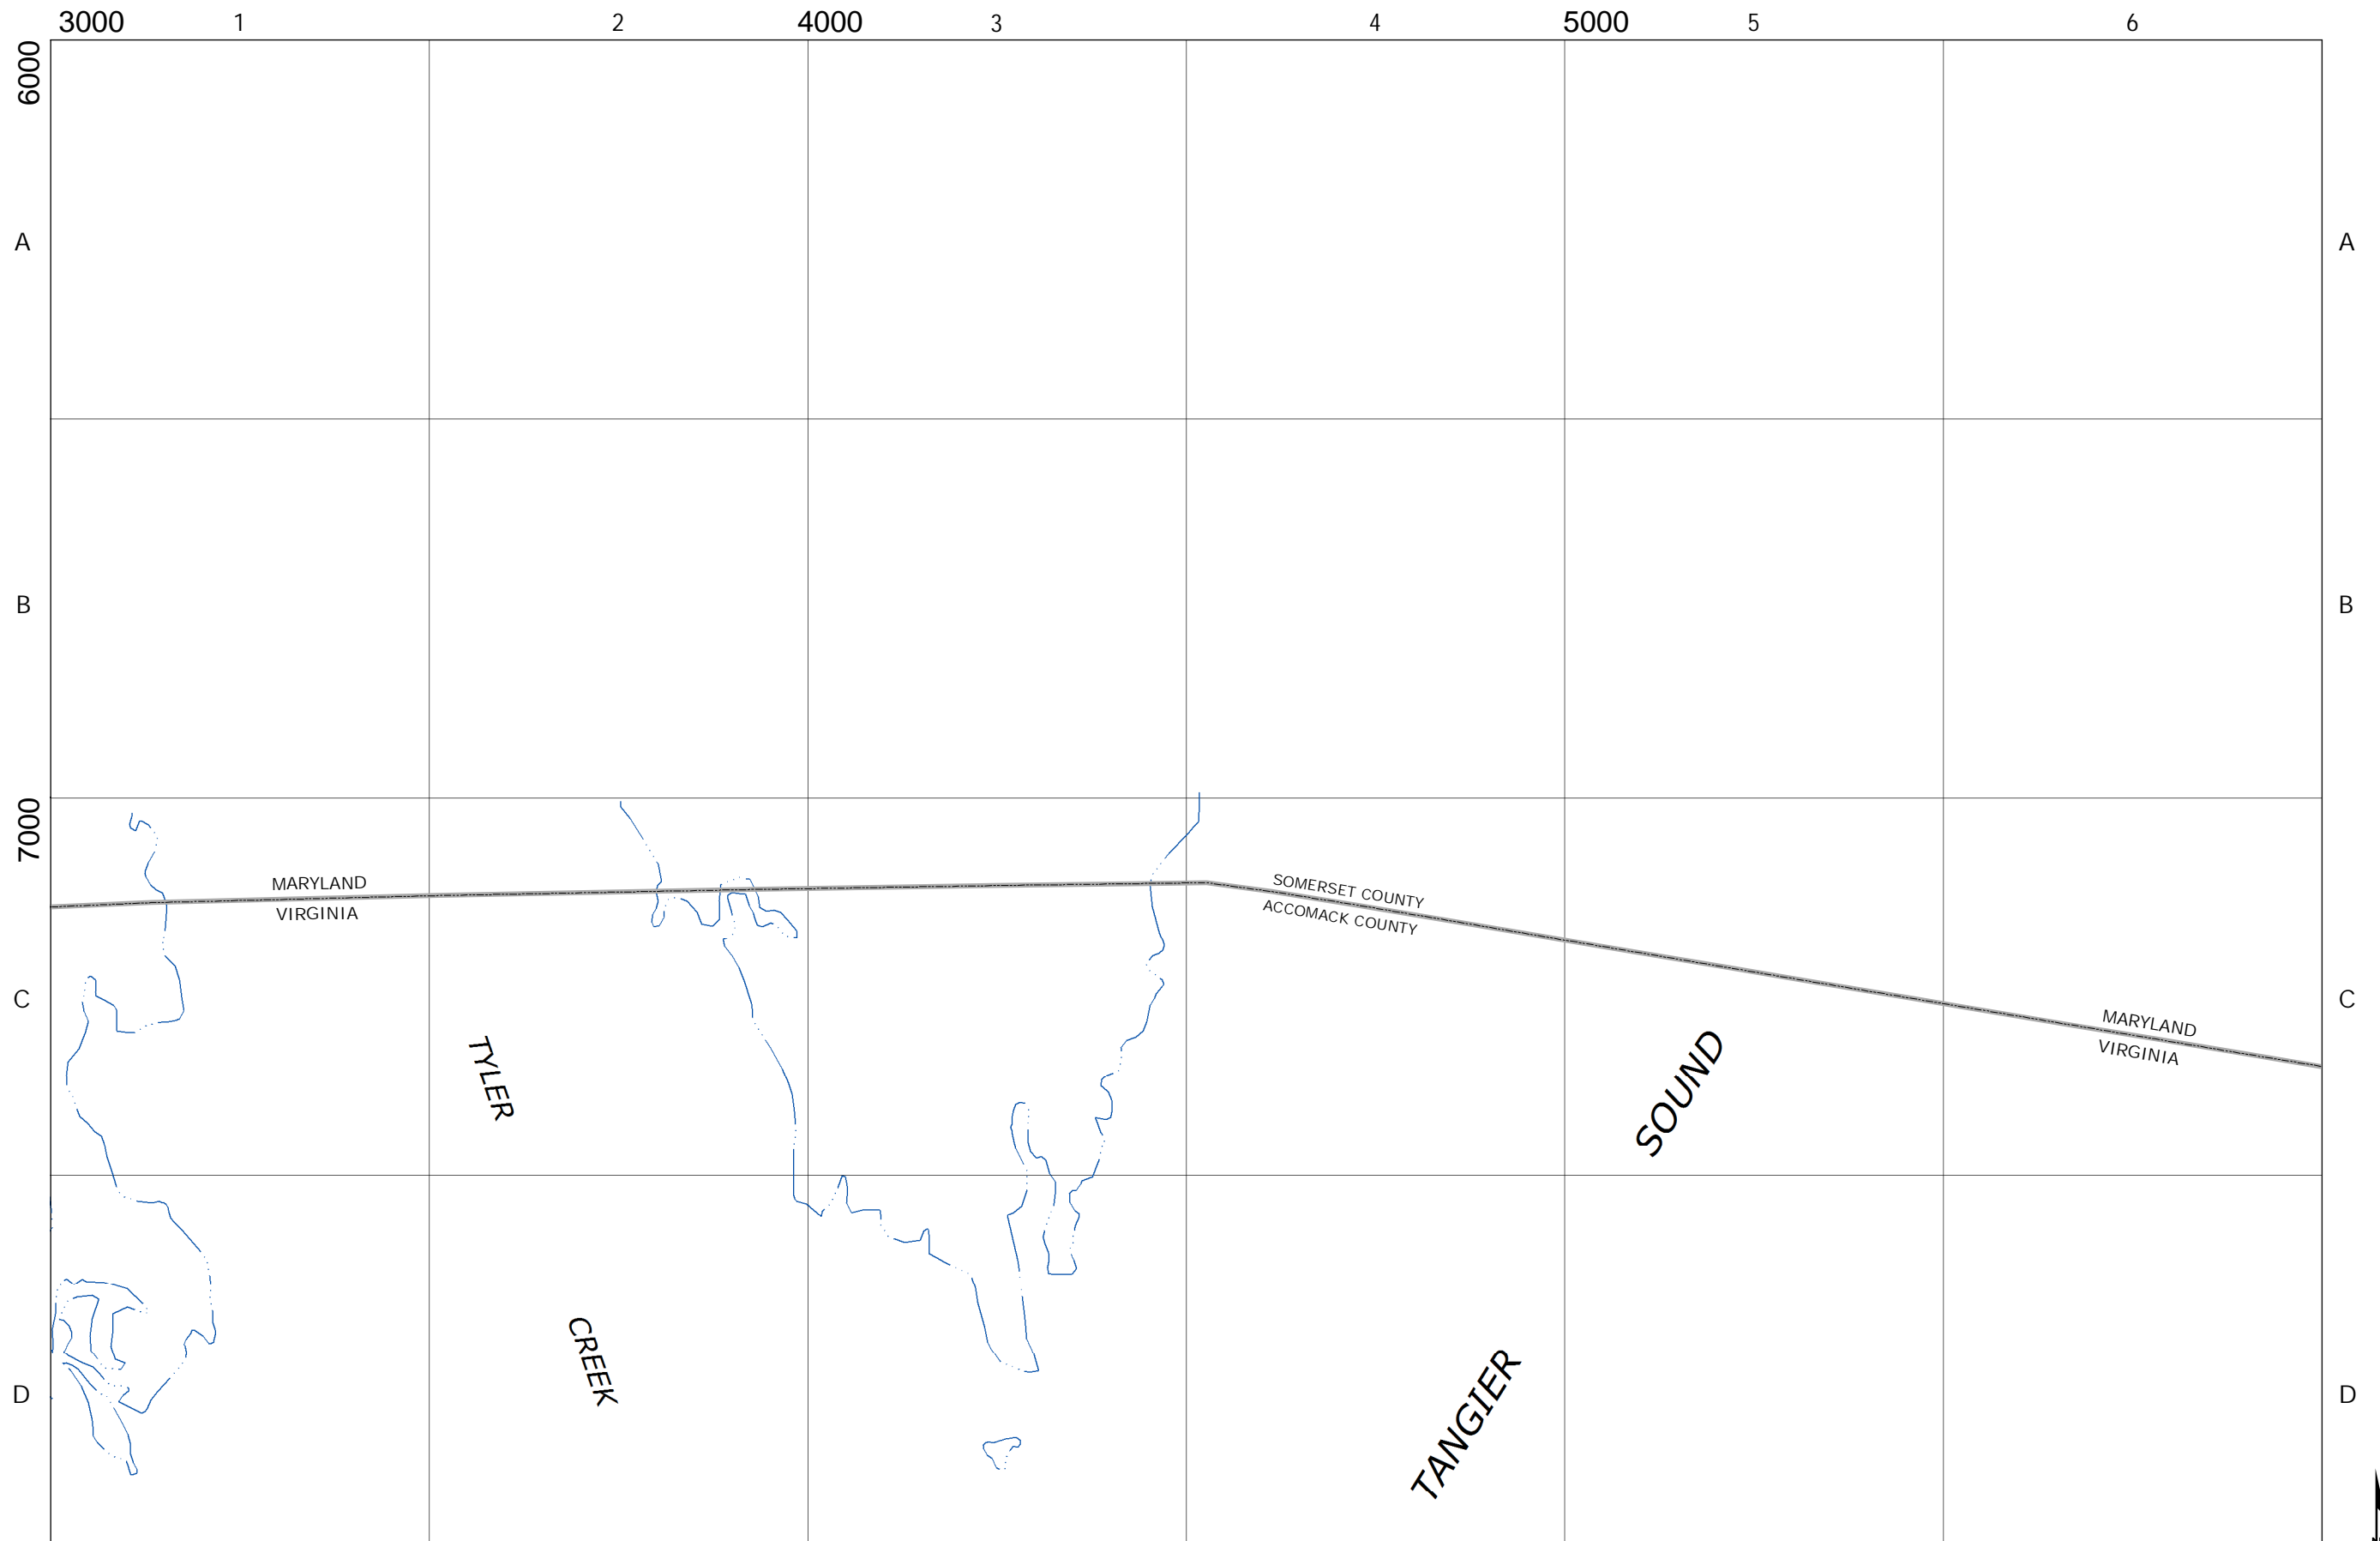 3000 1 2 4000 3 4 5000 5 6
6000
A A
B B
7000
MARYLAND
VIRGINIA
SOMERSET COUNTY
ACCOMACK COUNTY
C C
MARYLAND
VIRGINIA
TYLER
SOUND
CREEK
TANGIER
D D